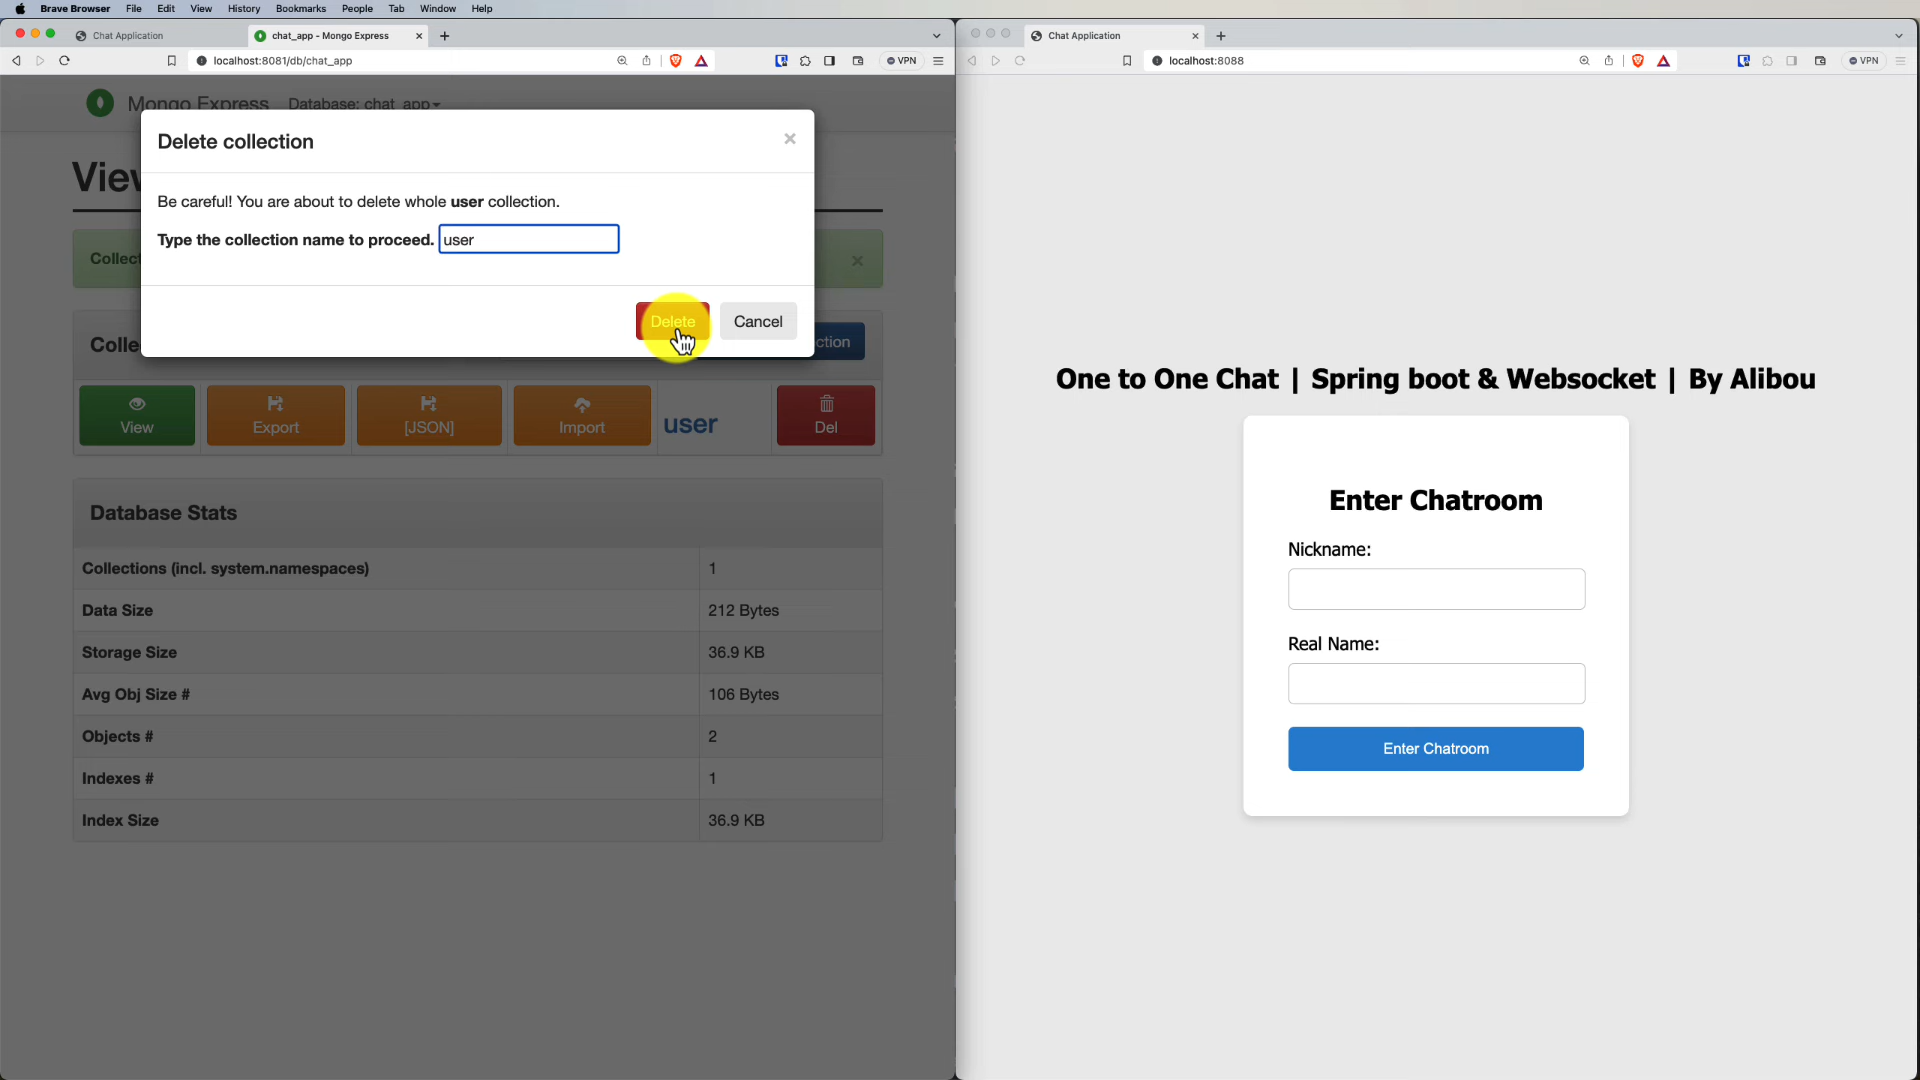 Brave Browser File Edit View History Bookmarks People Tab Window Help
Chat Application
chat_app - Mongo Express
localhost:8081/db/chat_app
VPN
Mongo Express Database: chat_app
View
Delete collection
Be careful! You are about to delete whole user collection.
Type the collection name to proceed. user
Delete Cancel
View
Export
[JSON]
Import
user
Del
Database Stats
Collections (incl. system.namespaces) 1
Data Size 212 Bytes
Storage Size 36.9 KB
Avg Obj Size # 106 Bytes
Objects # 2
Indexes # 1
Index Size 36.9 KB
Chat Application
localhost:8088
VPN
One to One Chat | Spring boot & Websocket | By Alibou
Enter Chatroom
Nickname:
Real Name:
Enter Chatroom